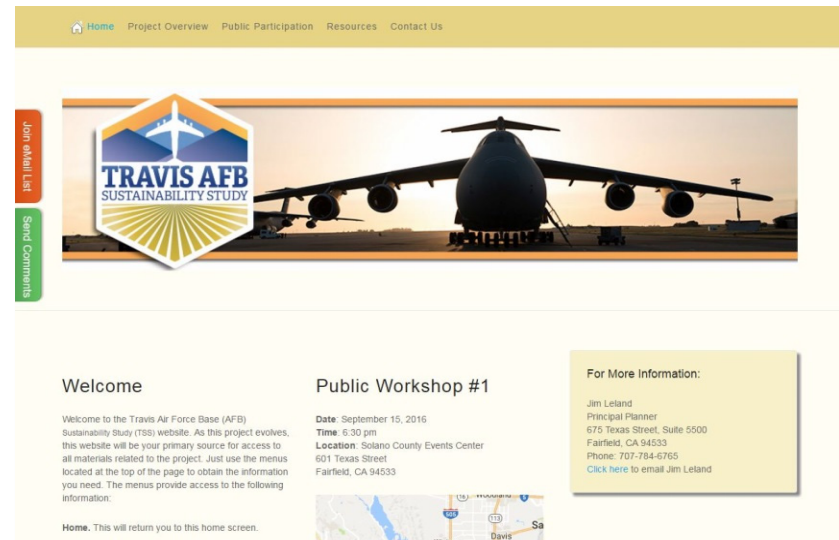 Home Project Overview Public Participation Resources Contact Us
Join eMail List
Send Comments
TRAVIS AFB
SUSTAINABILITY STUDY
Welcome
Welcome to the Travis Air Force Base (AFB)
Sustainability Study (TSS) website. As this project evolves,
this website will be your primary source for access to
all materials related to the project. Just use the menus
located at the top of the page to obtain the information
you need. The menus provide access to the following
information:
Home. This will return you to this home screen.
Public Workshop #1
Date: September 15, 2016
Time: 6:30 pm
Location: Solano County Events Center
601 Texas Street
Fairfield, CA 94533
Woodland
505
113
Davis
Sa
For More Information:
Jim Leland
Principal Planner
675 Texas Street, Suite 5500
Fairfield, CA 94533
Phone: 707-784-6765
Click here to email Jim Leland